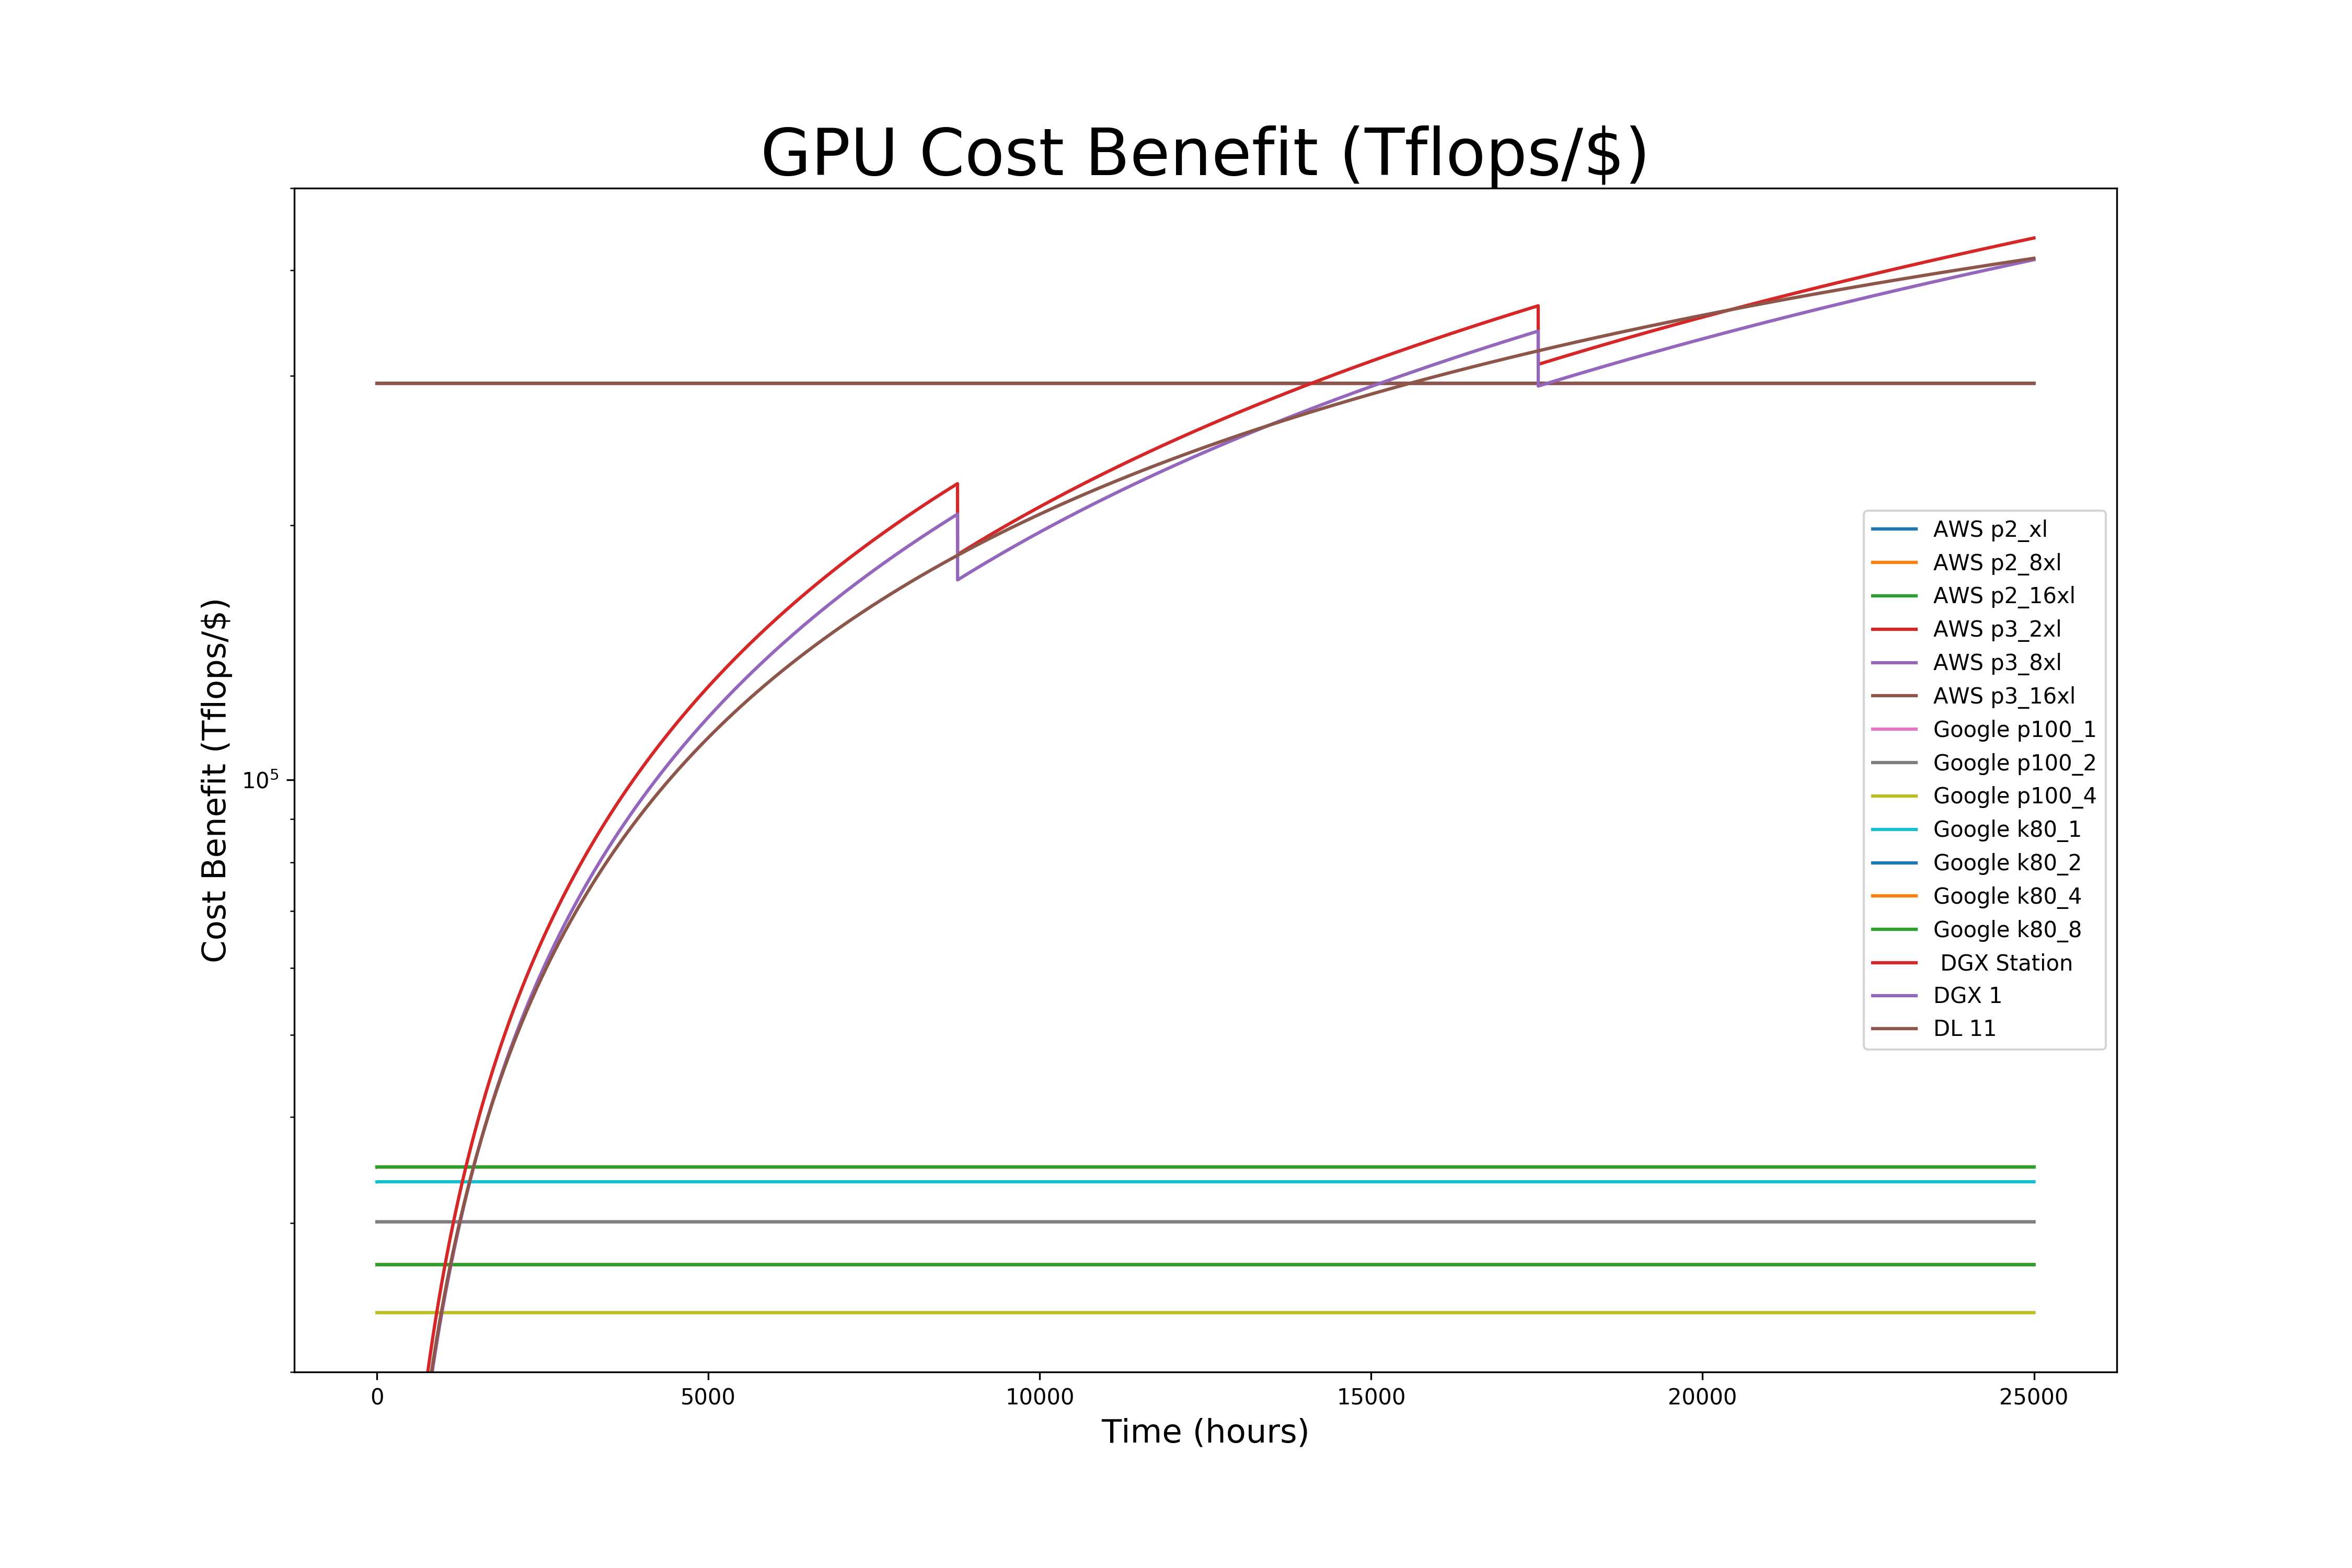 GPU Cost Benefit (Tflops/$)
Cost Benefit (Tflops/$)
10⁵
AWS p2_xl
AWS p2_8xl
AWS p2_16xl
AWS p3_2xl
AWS p3_8xl
AWS p3_16xl
Google p100_1
Google p100_2
Google p100_4
Google k80_1
Google k80_2
Google k80_4
Google k80_8
DGX Station
DGX 1
DL 11
0 5000 10000 15000 20000 25000
Time (hours)